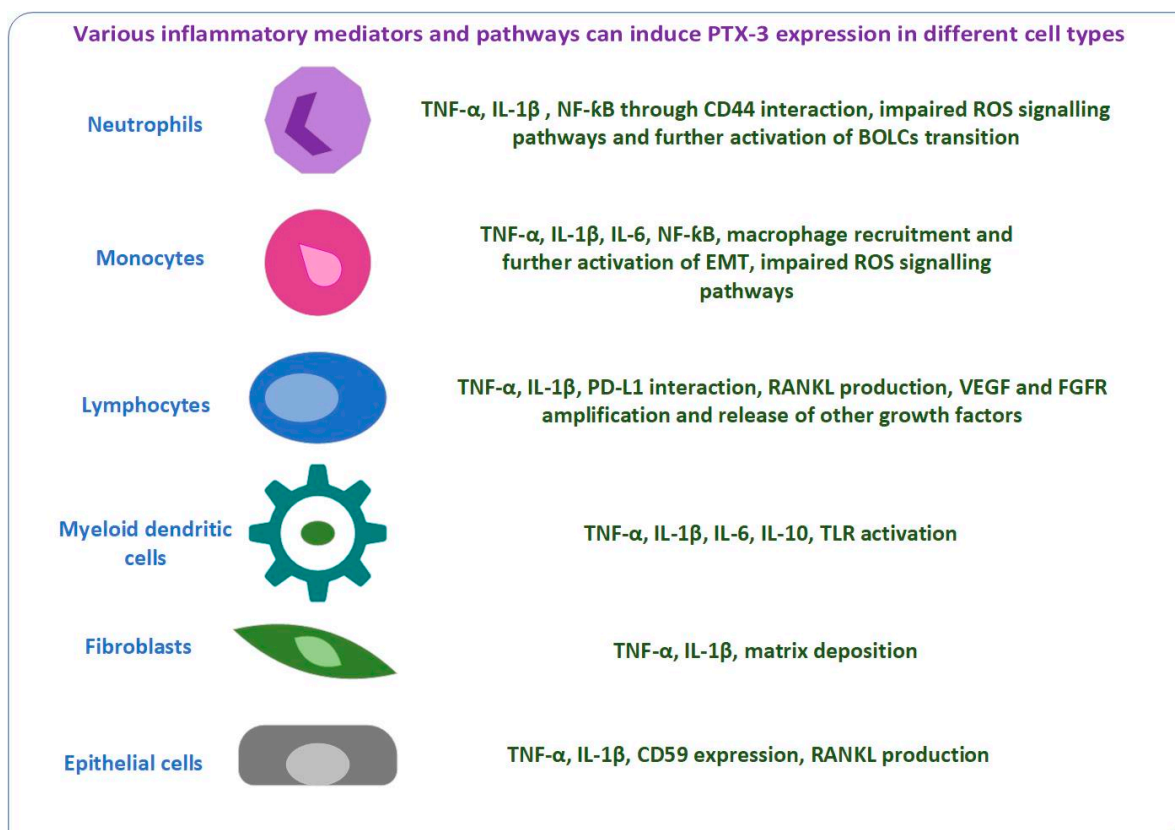 Various inflammatory mediators and pathways can induce PTX-3 expression in different cell types
Neutrophils
TNF-α, IL-1β , NF-ƙB through CD44 interaction, impaired ROS signalling
pathways and further activation of BOLCs transition
Monocytes
TNF-α, IL-1β, IL-6, NF-ƙB, macrophage recruitment and
further activation of EMT, impaired ROS signalling
pathways
Lymphocytes
TNF-α, IL-1β, PD-L1 interaction, RANKL production, VEGF and FGFR
amplification and release of other growth factors
Myeloid dendritic
cells
TNF-α, IL-1β, IL-6, IL-10, TLR activation
Fibroblasts
TNF-α, IL-1β, matrix deposition
Epithelial cells
TNF-α, IL-1β, CD59 expression, RANKL production